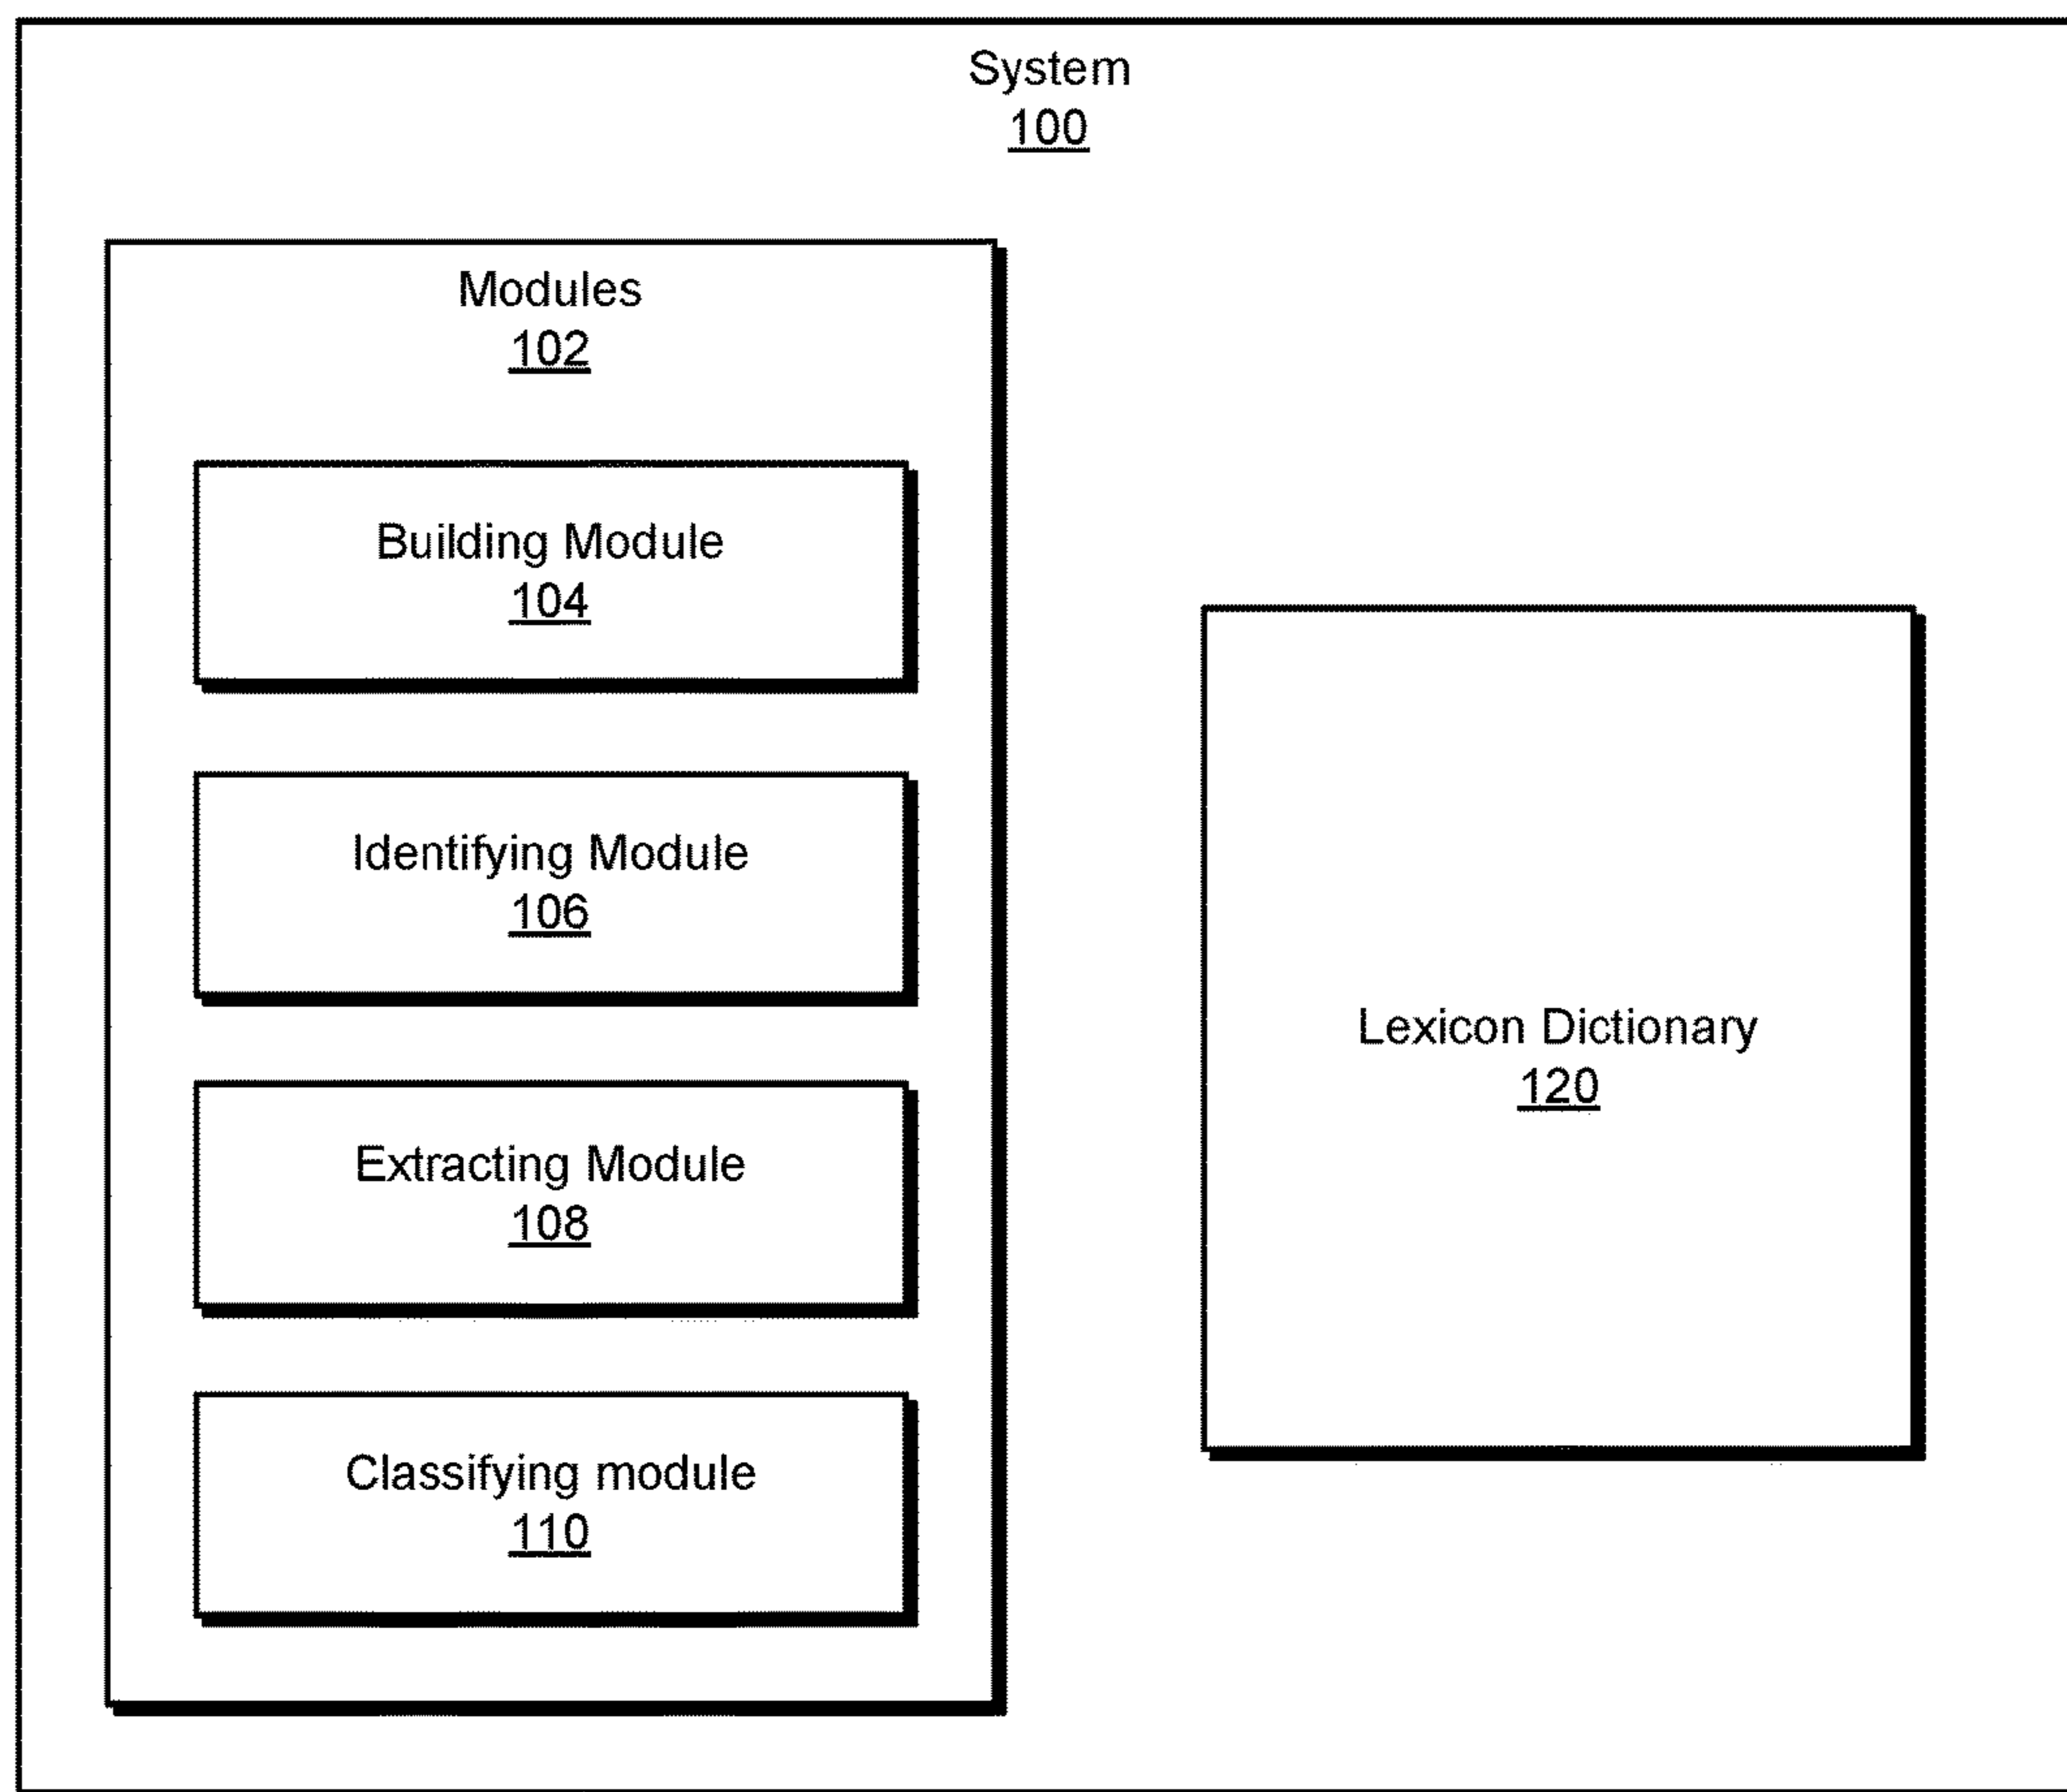 System
100
Modules
102
Building Module
104
Identifying Module
106
Extracting Module
108
Classifying module
110
Lexicon Dictionary
120